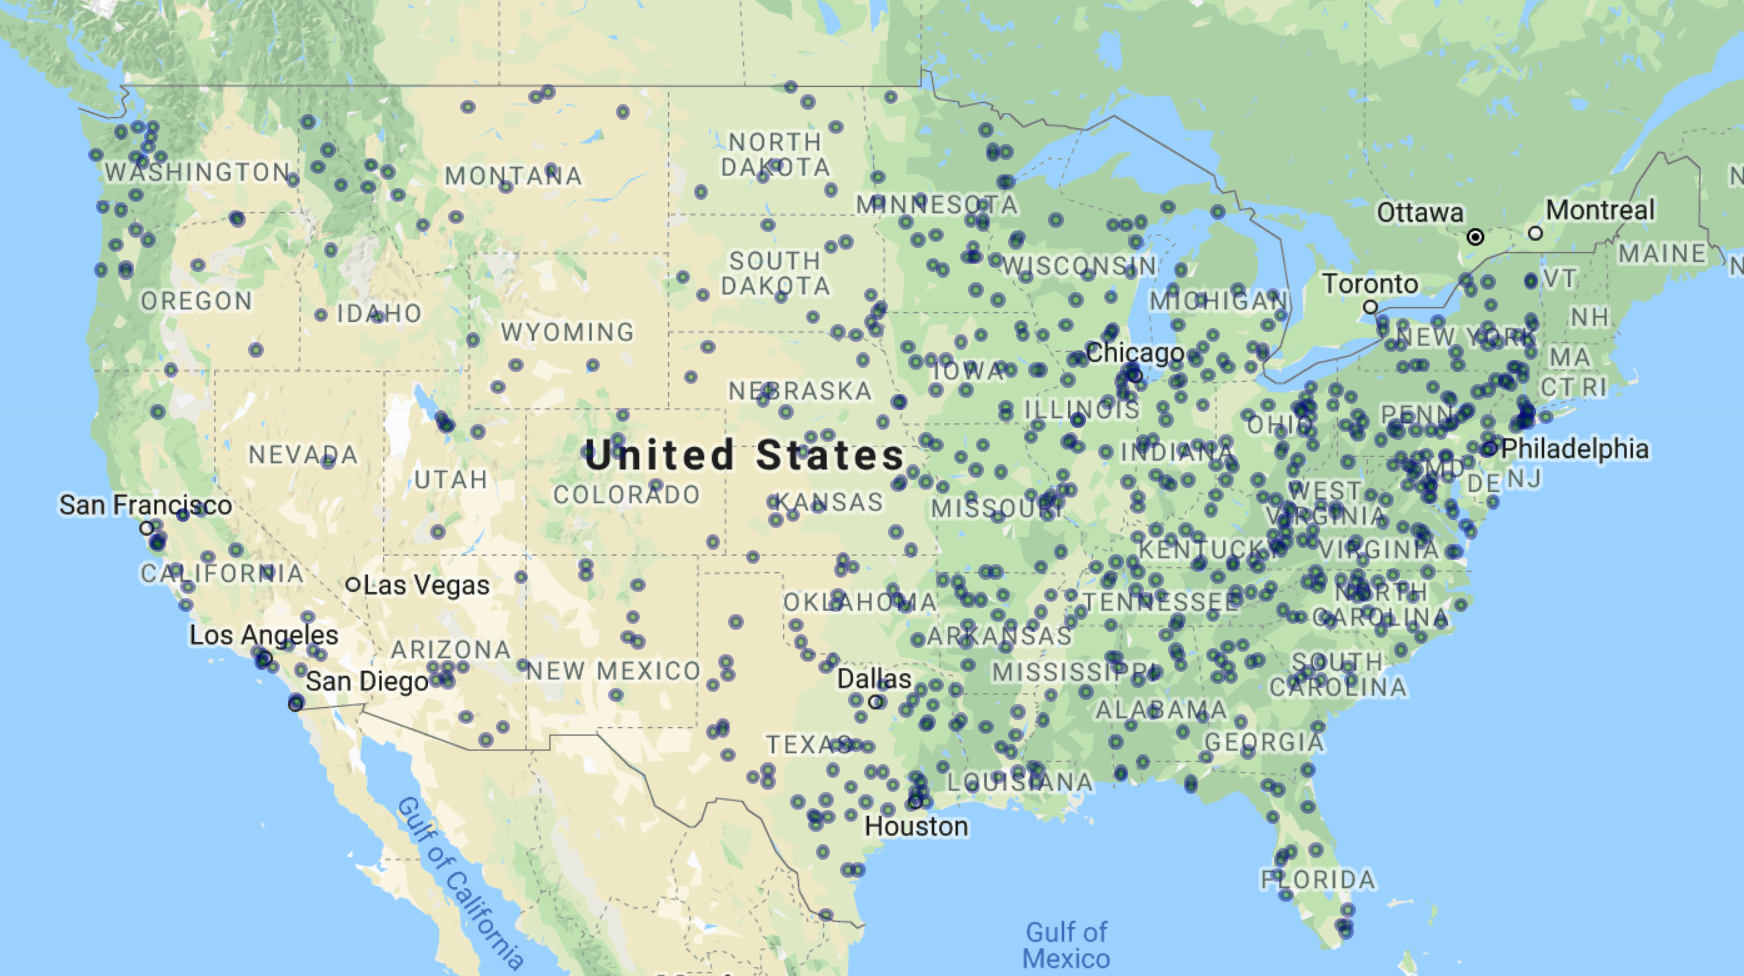 NORTH
DAKOTA
WASHINGTON
MONTANA
MINNESOTA
Ottawa
Montreal
MAINE
SOUTH
DAKOTA
WISCONSIN
VT
OREGON
IDAHO
MICHIGAN
Toronto
NH
WYOMING
NEW YORK
Chicago
MA
IOWA
CT RI
NEBRASKA
ILLINOIS
PENN
OHIO
NEVADA
United States
INDIANA
Philadelphia
UTAH
COLORADO
MD
DE
NJ
San Francisco
KANSAS
MISSOURI
WEST
VIRGINIA
KENTUCKY
VIRGINIA
CALIFORNIA
Las Vegas
OKLAHOMA
TENNESSEE
NORTH
CAROLINA
Los Angeles
ARIZONA
ARKANSAS
NEW MEXICO
MISSISSIPPI
SOUTH
CAROLINA
San Diego
Dallas
ALABAMA
TEXAS
GEORGIA
LOUISIANA
Houston
Gulf of California
FLORIDA
Gulf of
Mexico